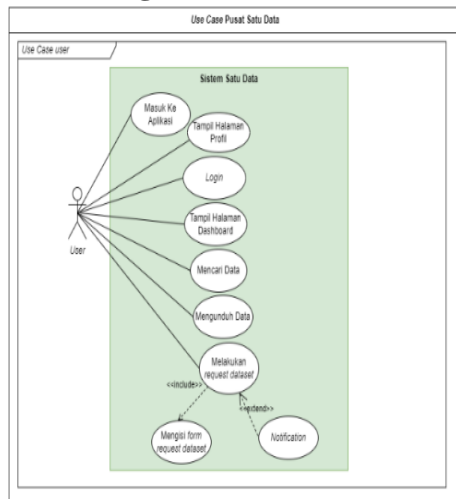 Use Case Pusat Satu Data
Use Case user
Sistem Satu Data
Masuk Ke
Aplikasi
Tampil Halaman
Profil
Login
Tampil Halaman
Dashboard
User
Mencari Data
Mengunduh Data
Melakukan
request dataset
<<include>>
<<extend>>
Mengisi form
request dataset
Notification